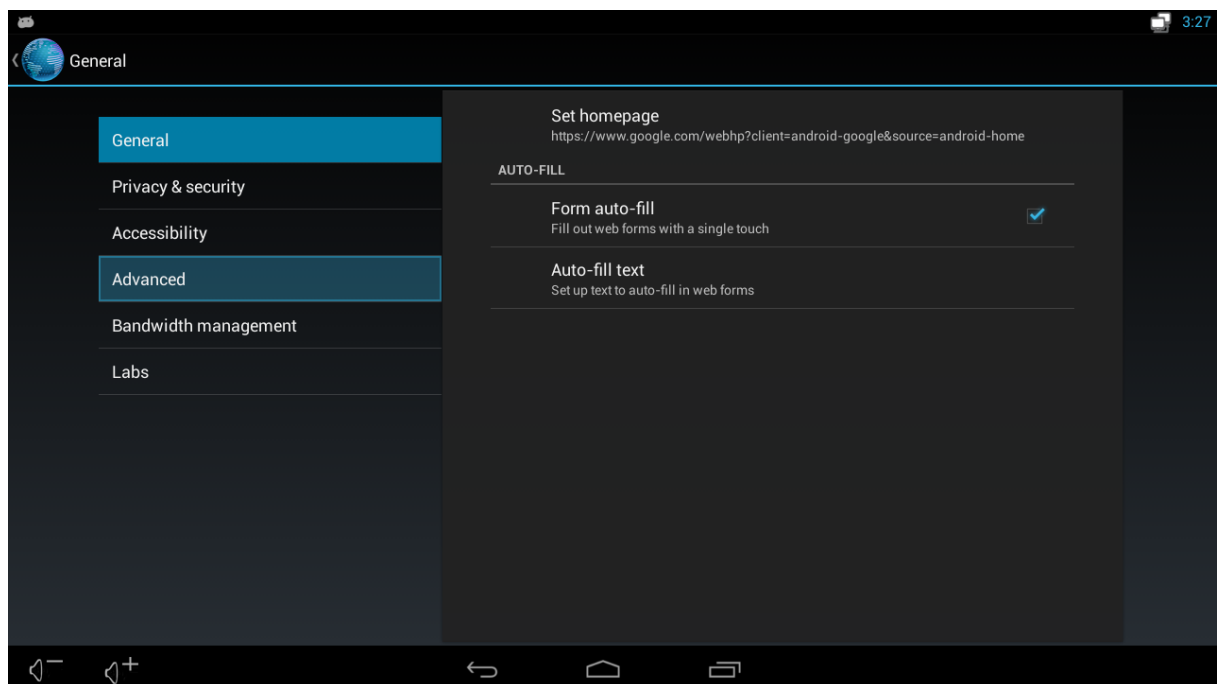 3:27
General
General
Privacy & security
Accessibility
Advanced
Bandwidth management
Labs
Set homepage
https://www.google.com/webhp?client=android-google&source=android-home
AUTO-FILL
Form auto-fill
Fill out web forms with a single touch
Auto-fill text
Set up text to auto-fill in web forms